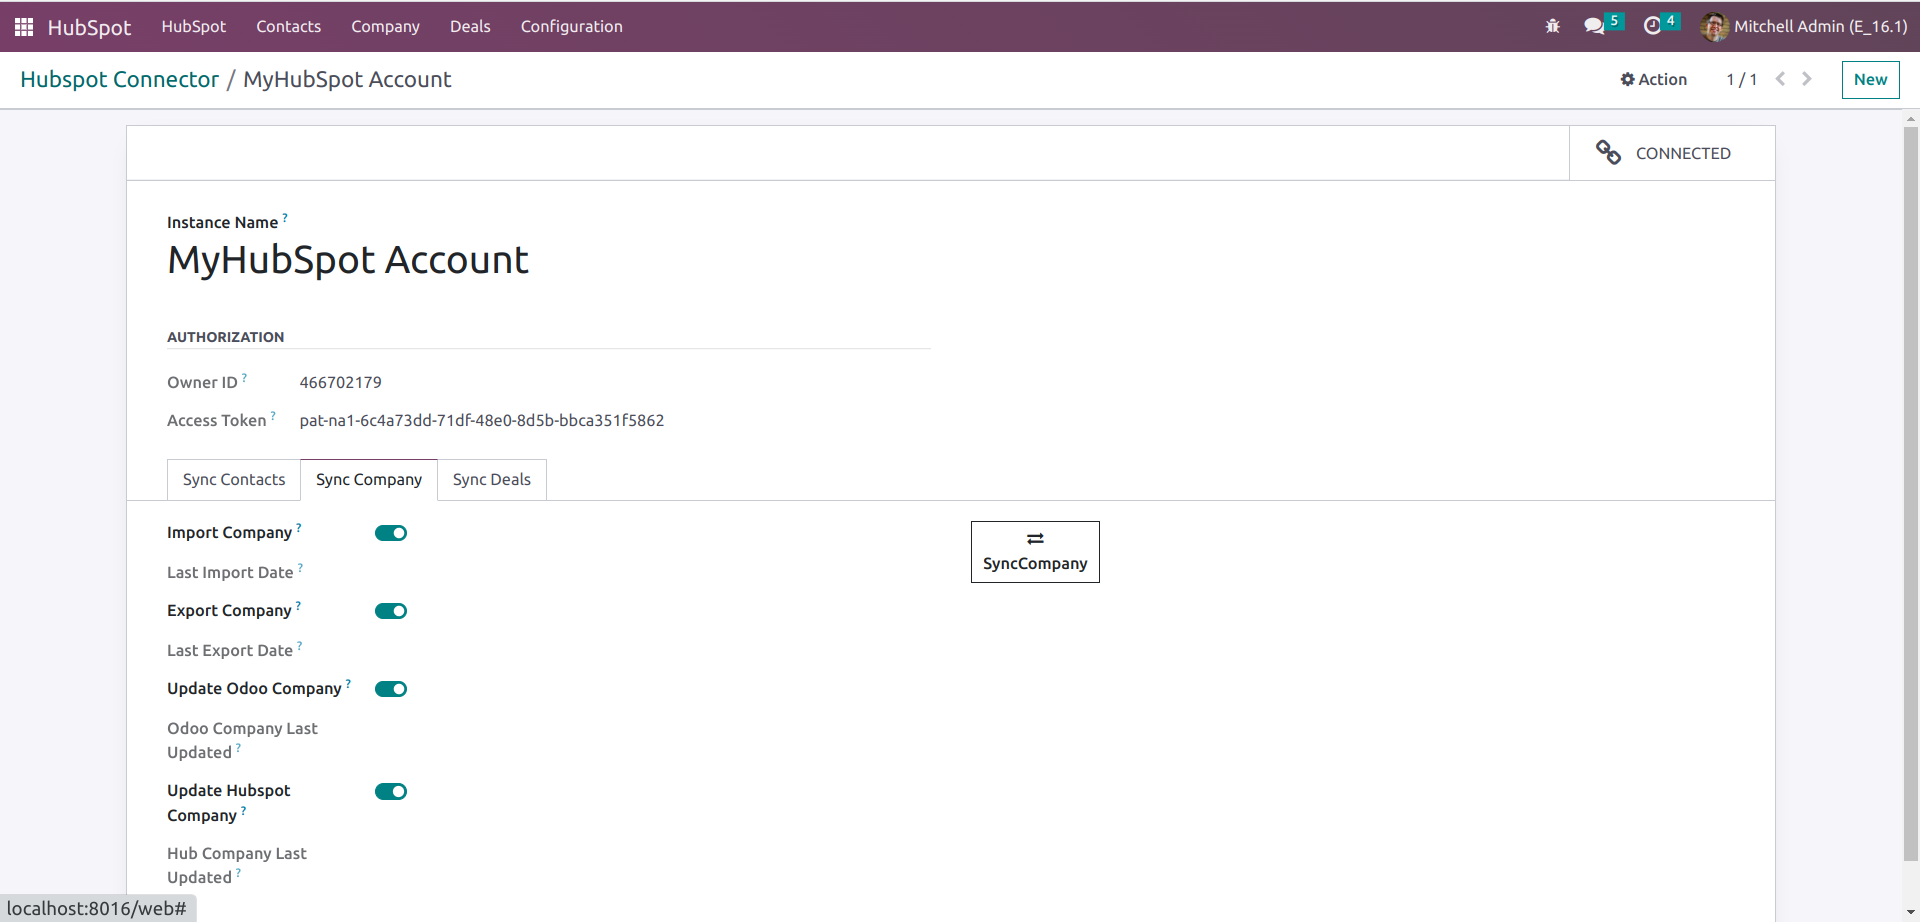 HubSpot HubSpot Contacts Company Deals Configuration 5 4 Mitchell Admin (E_16.1)
Hubspot Connector / MyHubSpot Account Action 1 / 1 New
CONNECTED
Instance Name ?
MyHubSpot Account
AUTHORIZATION
Owner ID ? 466702179
Access Token ? pat-na1-6c4a73dd-71df-48e0-8d5b-bbca351f5862
Sync Contacts Sync Company Sync Deals
Import Company ?
SyncCompany
Last Import Date ?
Export Company ?
Last Export Date ?
Update Odoo Company ?
Odoo Company Last
Updated ?
Update Hubspot
Company ?
Hub Company Last
Updated ?
localhost:8016/web#